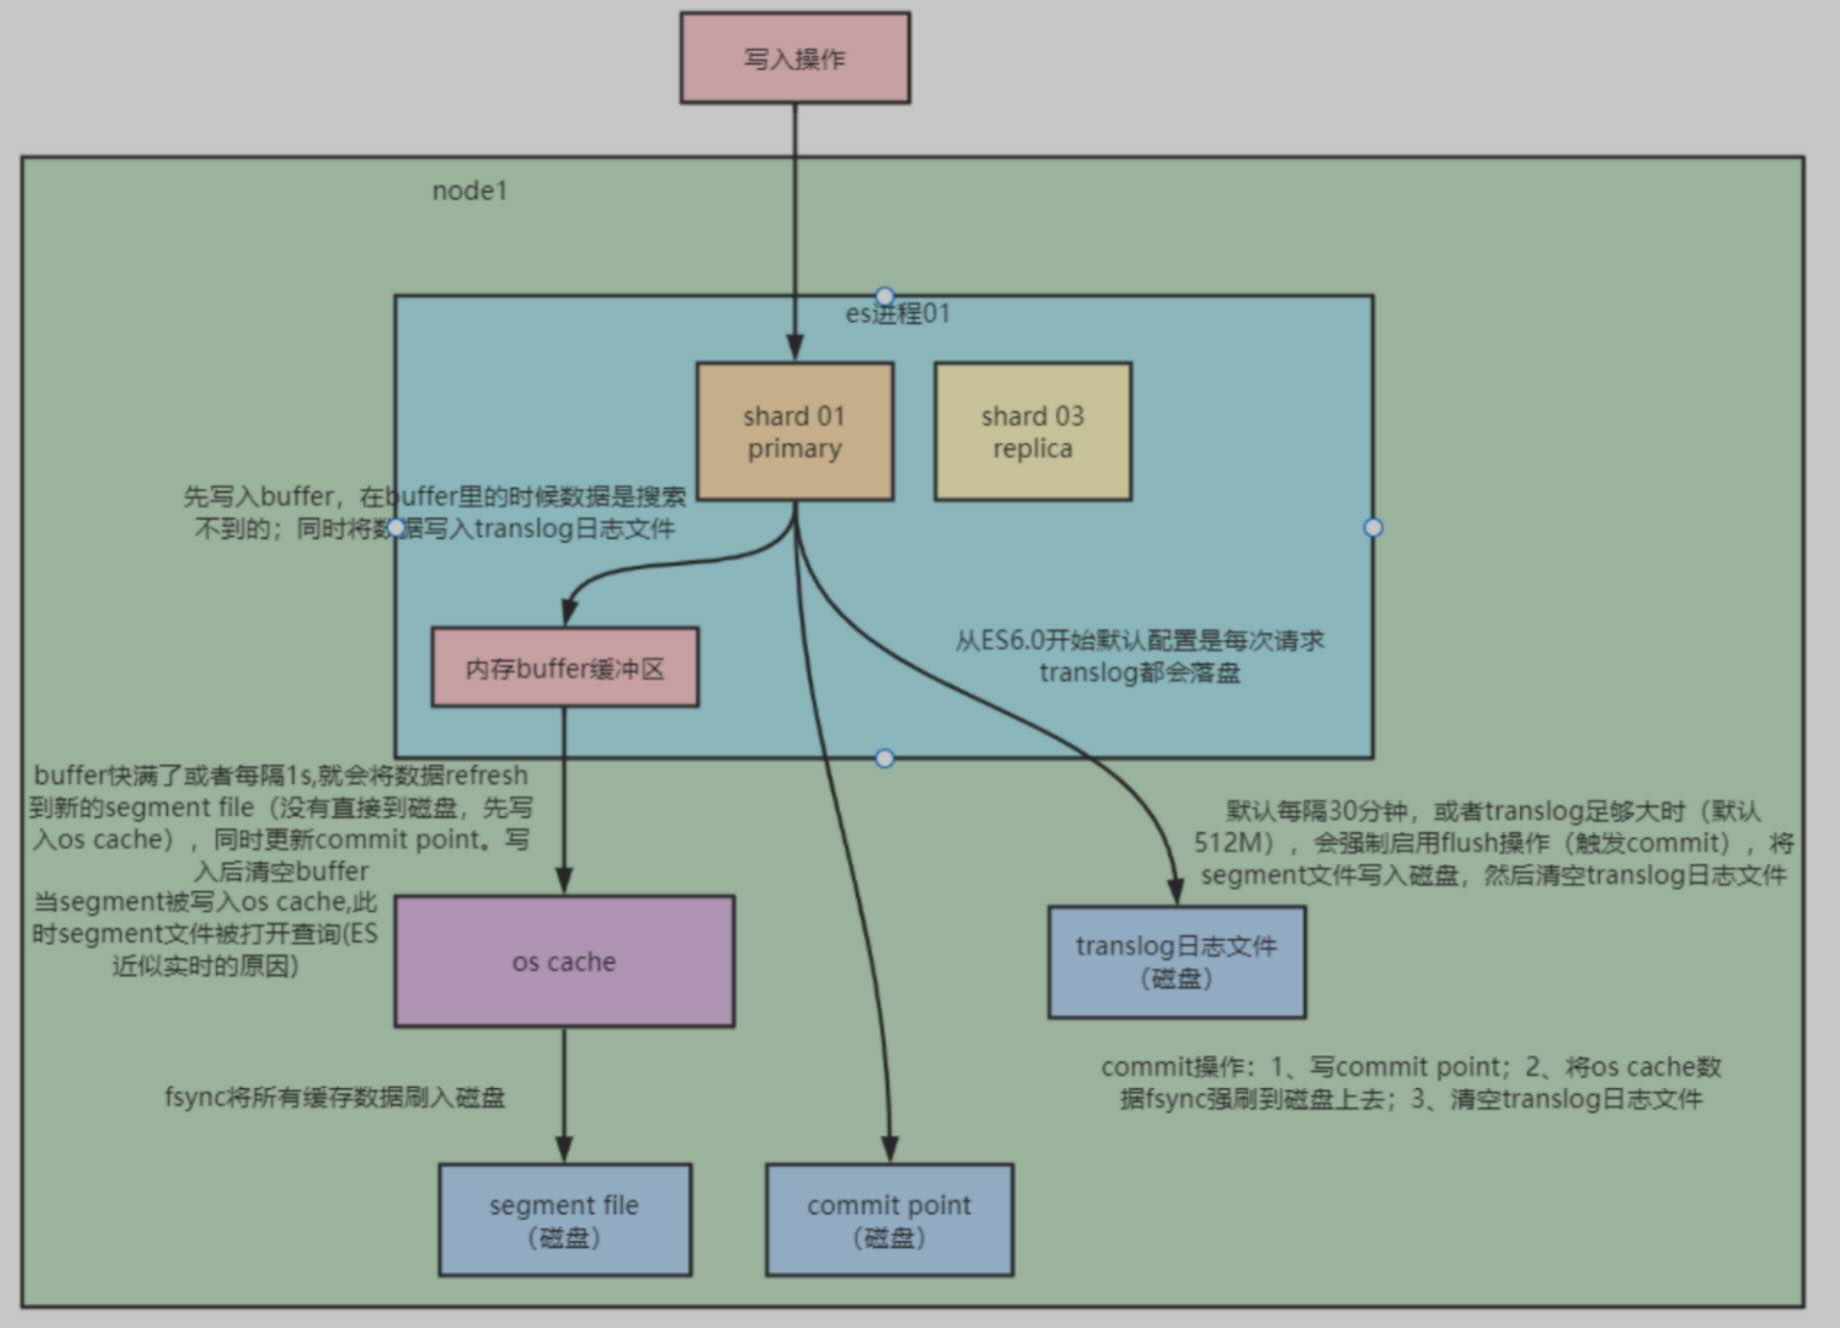 写入操作
node1
es进程01
shard 01
primary
shard 03
replica
先写入buffer，在buffer里的时候数据是搜索
不到的；同时将数据写入translog日志文件
内存buffer缓冲区
从ES6.0开始默认配置是每次请求
translog都会落盘
buffer快满了或者每隔1s,就会将数据refresh
到新的segment file（没有直接到磁盘，先写
入os cache），同时更新commit point。写
入后清空buffer
当segment被写入os cache,此
时segment文件被打开查询(ES
近似实时的原因)
os cache
默认每隔30分钟，或者translog足够大时（默认
512M），会强制启用flush操作（触发commit），将
segment文件写入磁盘，然后清空translog日志文件
translog日志文件
（磁盘）
commit操作：1、写commit point；2、将os cache数
据fsync强刷到磁盘上去；3、清空translog日志文件
fsync将所有缓存数据刷入磁盘
segment file
（磁盘）
commit point
（磁盘）